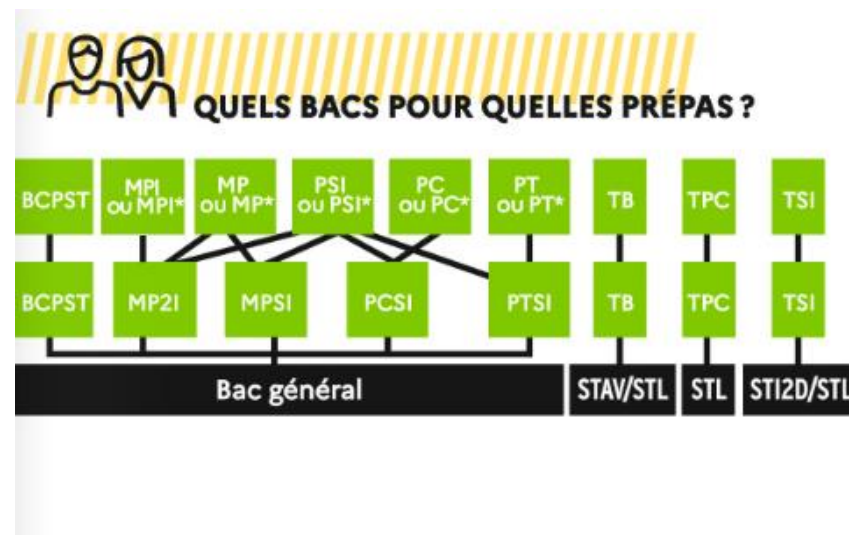 QUELS BACS POUR QUELLES PRÉPAS ?
BCPST
MPI
ou MPI*
MP
ou MP*
PSI
ou PSI*
PC
ou PC*
PT
ou PT*
TB
TPC
TSI
BCPST
MP2I
MPSI
PCSI
PTSI
TB
TPC
TSI
Bac général
STAV/STL
STL
STI2D/STL